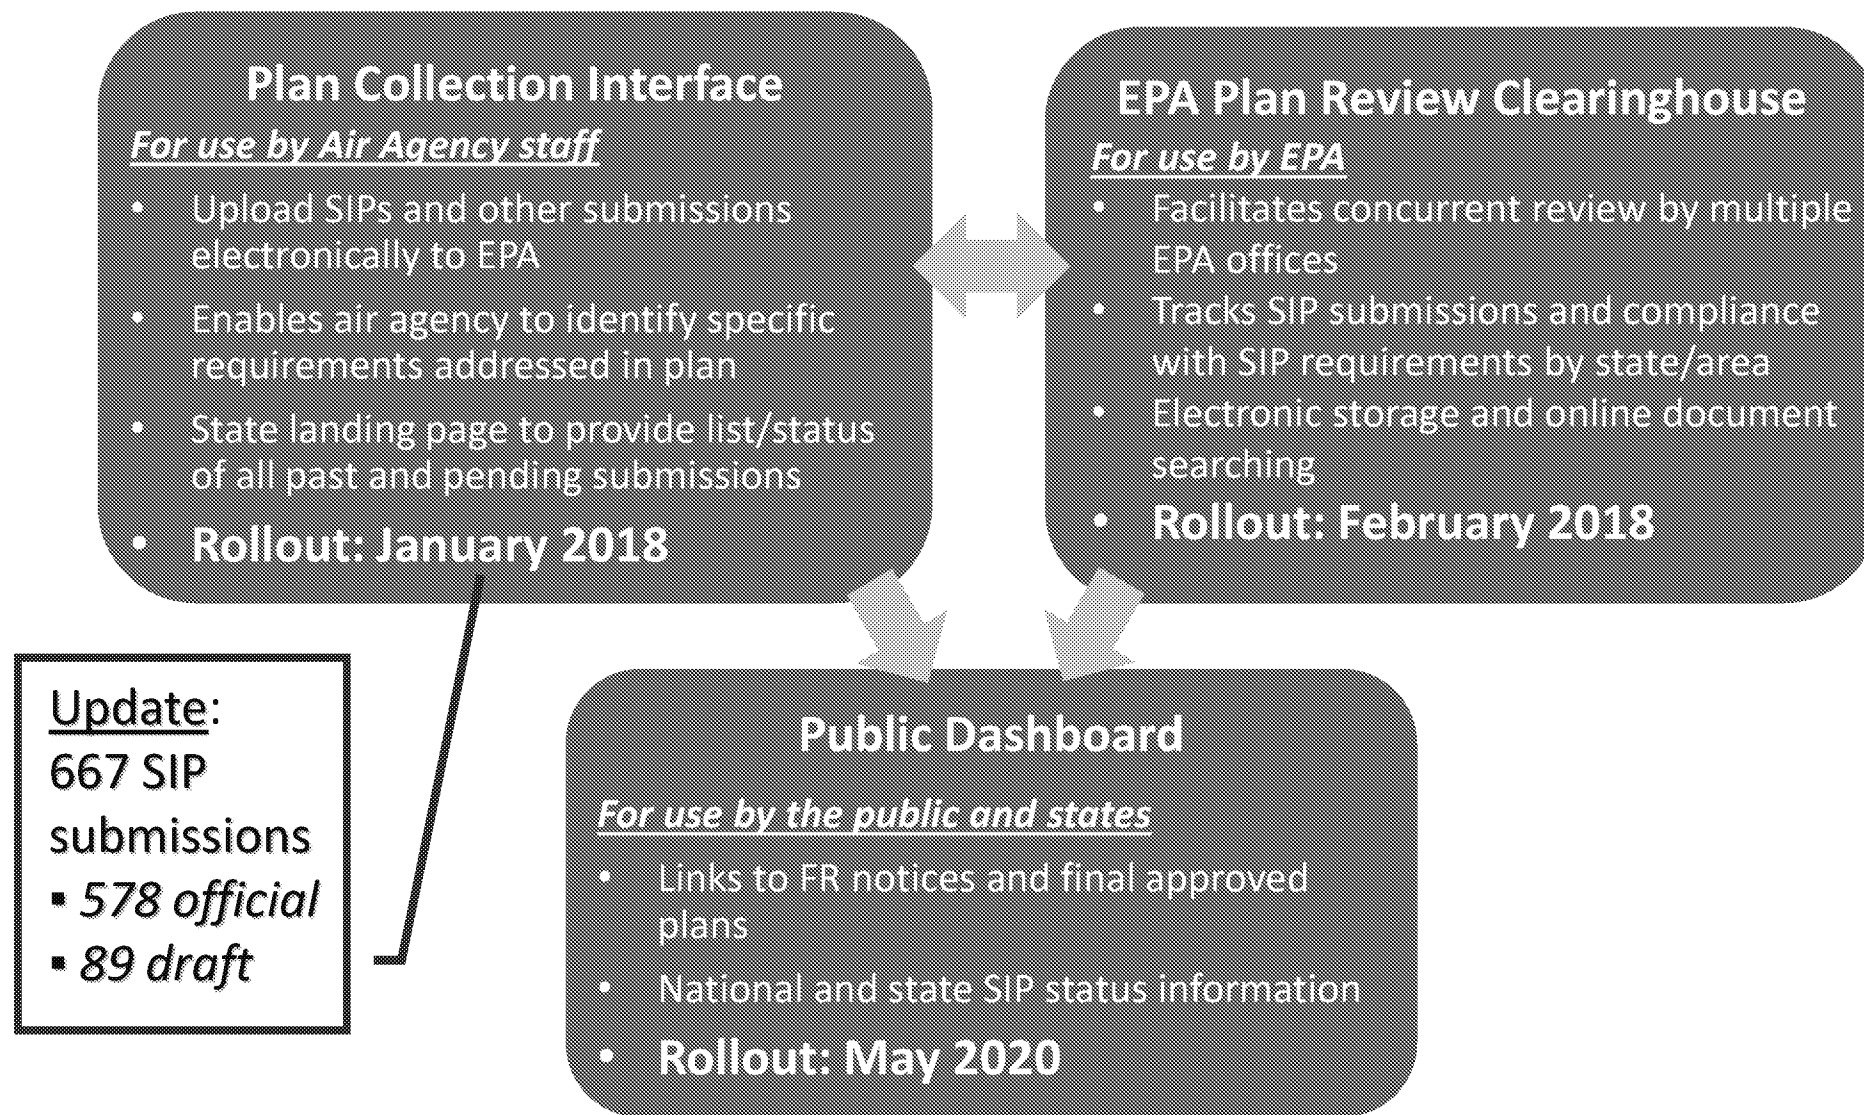 Plan Collection Interface
For use by Air Agency staff
• Upload SIPs and other submissions
electronically to EPA
• Enables air agency to identify specific
requirements addressed in plan
• State landing page to provide list/status
of all past and pending submissions
• Rollout: January 2018
EPA Plan Review Clearinghouse
For use by EPA
• Facilitates concurrent review by multiple
EPA offices
• Tracks SIP submissions and compliance
with SIP requirements by state/area
• Electronic storage and online document
searching
• Rollout: February 2018
Update:
667 SIP
submissions
▪ 578 official
▪ 89 draft
Public Dashboard
For use by the public and states
• Links to FR notices and final approved
plans
• National and state SIP status information
• Rollout: May 2020